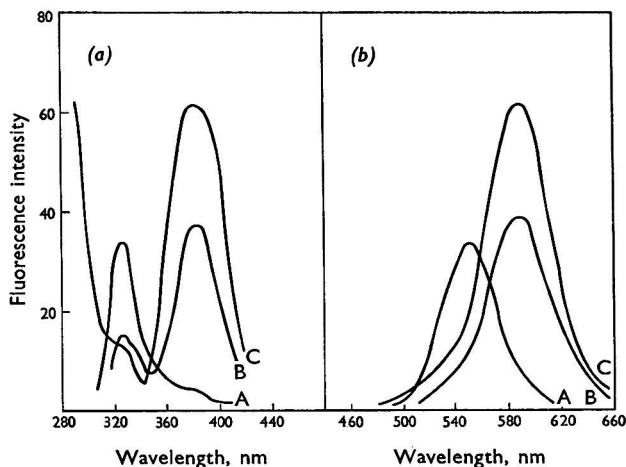 80
60
40
20
Fluorescence intensity
(a)
(b)
A
B
C
A
B
C
280 320 360 400 440
460 500 540 580 620 660
Wavelength, nm
Wavelength, nm